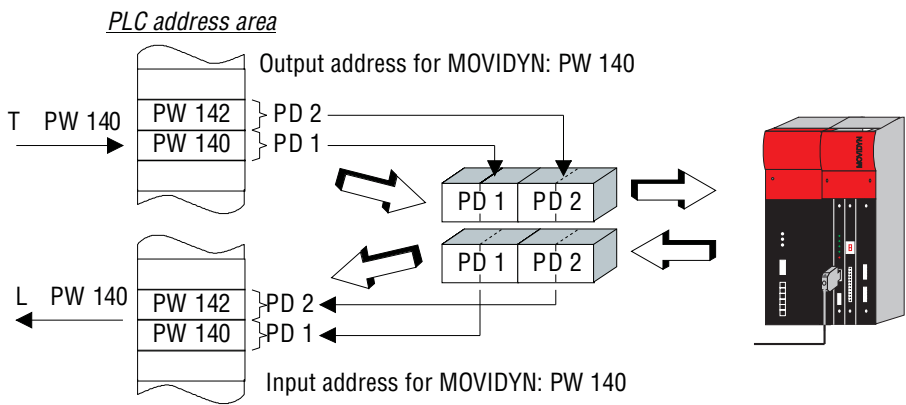 PLC address area
Output address for MOVIDYN: PW 140
T PW 140
PW 142 PD 2
PW 140 PD 1
PD 1 PD 2
MOVIDYN
PD 1 PD 2
L PW 140
PW 142 PD 2
PW 140 PD 1
Input address for MOVIDYN: PW 140